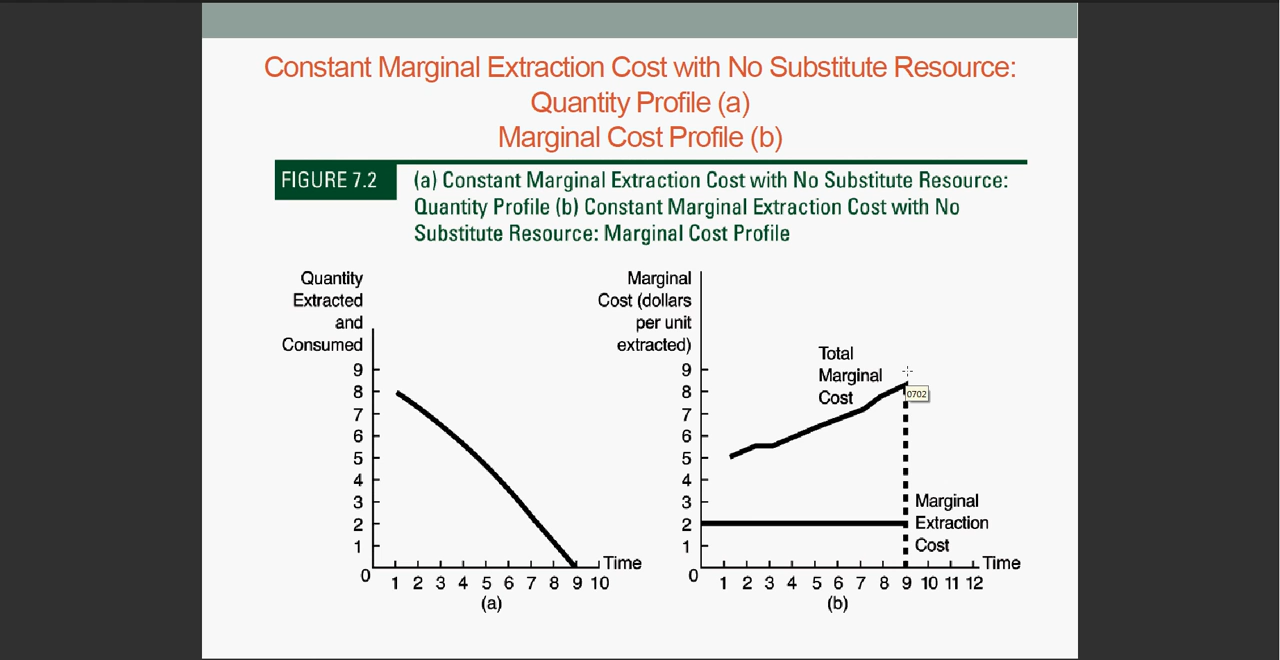 Constant Marginal Extraction Cost with No Substitute Resource:
Quantity Profile (a)
Marginal Cost Profile (b)
FIGURE 7.2
(a) Constant Marginal Extraction Cost with No Substitute Resource:
Quantity Profile (b) Constant Marginal Extraction Cost with No
Substitute Resource: Marginal Cost Profile
Quantity
Extracted
and
Consumed
9
8
7
6
5
4
3
2
1
0
1 2 3 4 5 6 7 8 9 10
Time
(a)
Marginal
Cost (dollars
per unit
extracted)
9
8
7
6
5
4
3
2
1
0
Total
Marginal
Cost
0702
Marginal
Extraction
Cost
1 2 3 4 5 6 7 8 9 10 11 12
Time
(b)